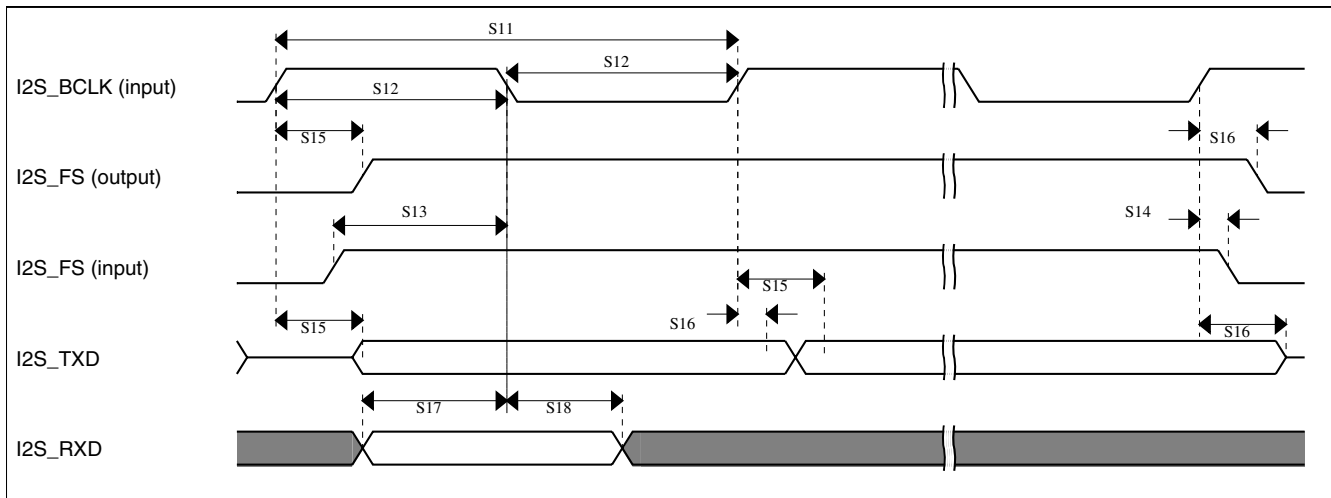 S11
S12
I2S_BCLK (input)
S12
S15
S16
I2S_FS (output)
S13
S14
I2S_FS (input)
S15
S15
S16
S16
I2S_TXD
S17
S18
I2S_RXD